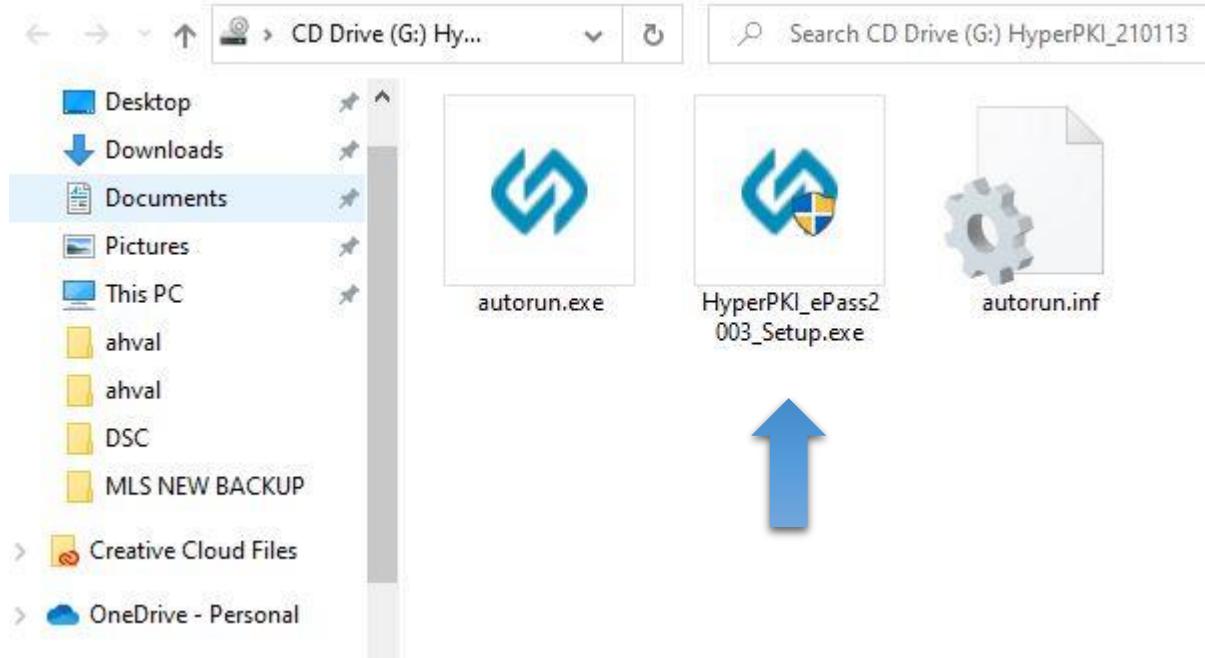 CD Drive (G:) Hy...
Search CD Drive (G:) HyperPKI_210113
Desktop
Downloads
Documents
Pictures
This PC
ahval
ahval
DSC
MLS NEW BACKUP
Creative Cloud Files
OneDrive - Personal
autorun.exe
HyperPKI_ePass2
003_Setup.exe
autorun.inf